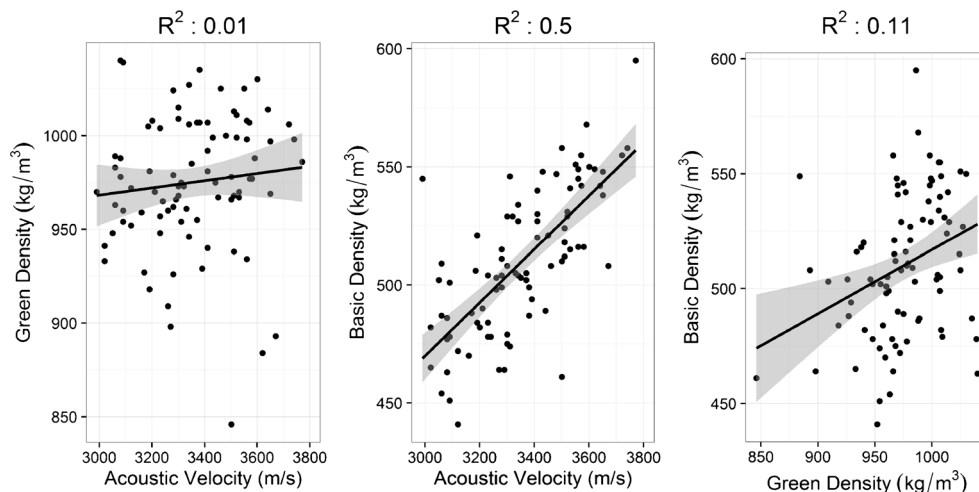 R² : 0.01
Green Density (kg/m³)
1000
950
900
850
3000 3200 3400 3600 3800
Acoustic Velocity (m/s)
R² : 0.5
Basic Density (kg/m³)
600
550
500
450
3000 3200 3400 3600 3800
Acoustic Velocity (m/s)
R² : 0.11
Basic Density (kg/m³)
600
550
500
450
850 900 950 1000
Green Density (kg/m³)